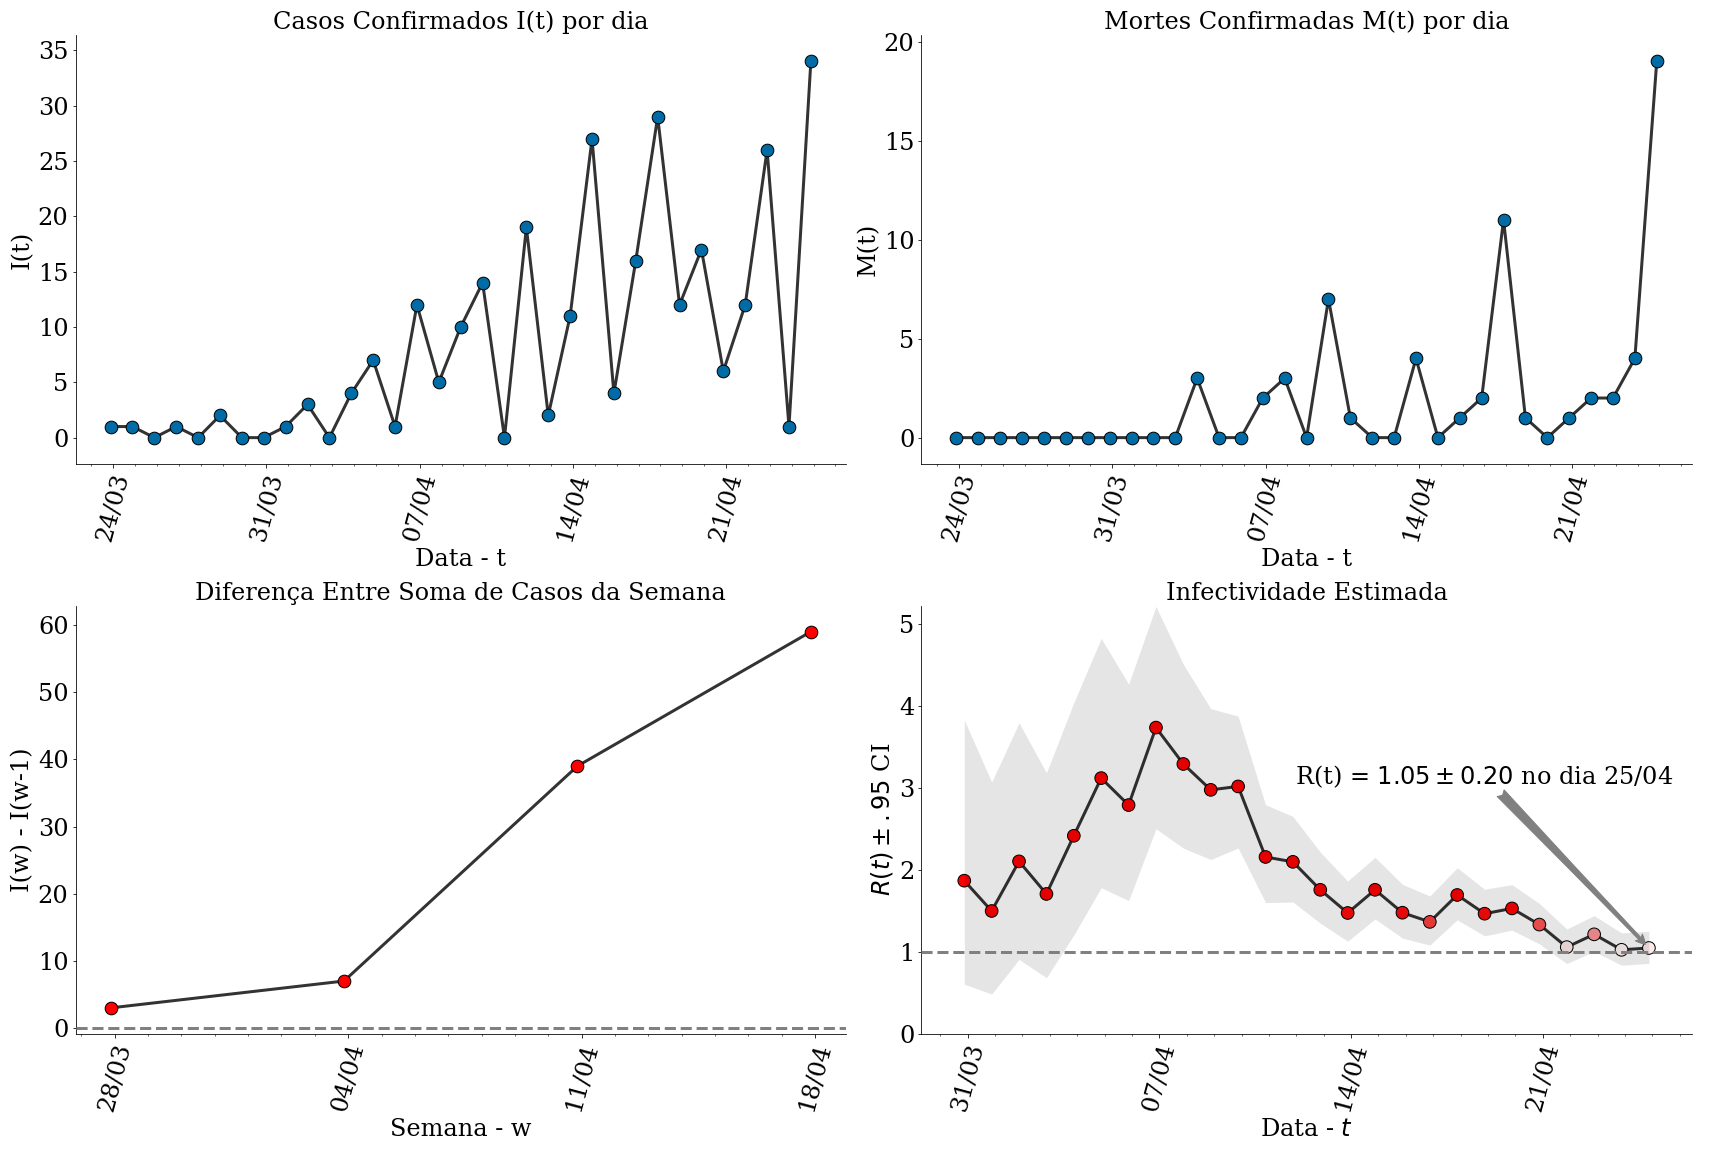 Casos Confirmados I(t) por dia
I(t)
35
30
25
20
15
10
5
0
24/03 31/03 07/04 14/04 21/04
Data - t
Mortes Confirmadas M(t) por dia
M(t)
20
15
10
5
0
24/03 31/03 07/04 14/04 21/04
Data - t
Diferença Entre Soma de Casos da Semana
I(w) - I(w-1)
60
50
40
30
20
10
0
28/03 04/04 11/04 18/04
Semana - w
Infectividade Estimada
R(t) ± .95 CI
5
4
3
2
1
0
R(t) = 1.05 ± 0.20 no dia 25/04
31/03 07/04 14/04 21/04
Data - t